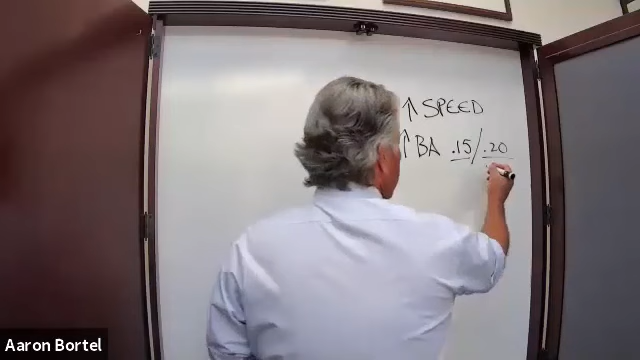 ↑ SPEED
↑ BA .15/.20
Aaron Bortel